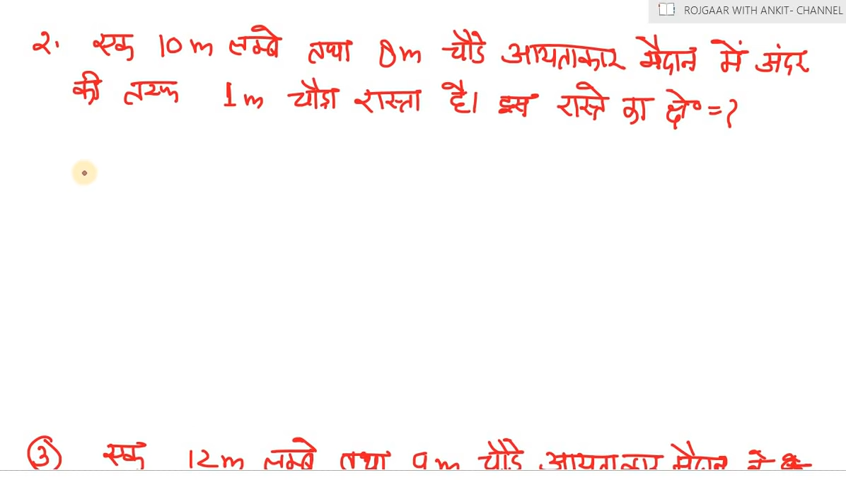 ROJGAAR WITH ANKIT- CHANNEL
२. एक 10m लम्बे तथा 8m चौडे आयताकार मैदान में अंदर
की तरफ 1m चौड़ा रास्ता है। इस रास्ते का क्षे० = ?
③ एक 12m लम्बे तथा 9m चौडे आयताकार मैदान